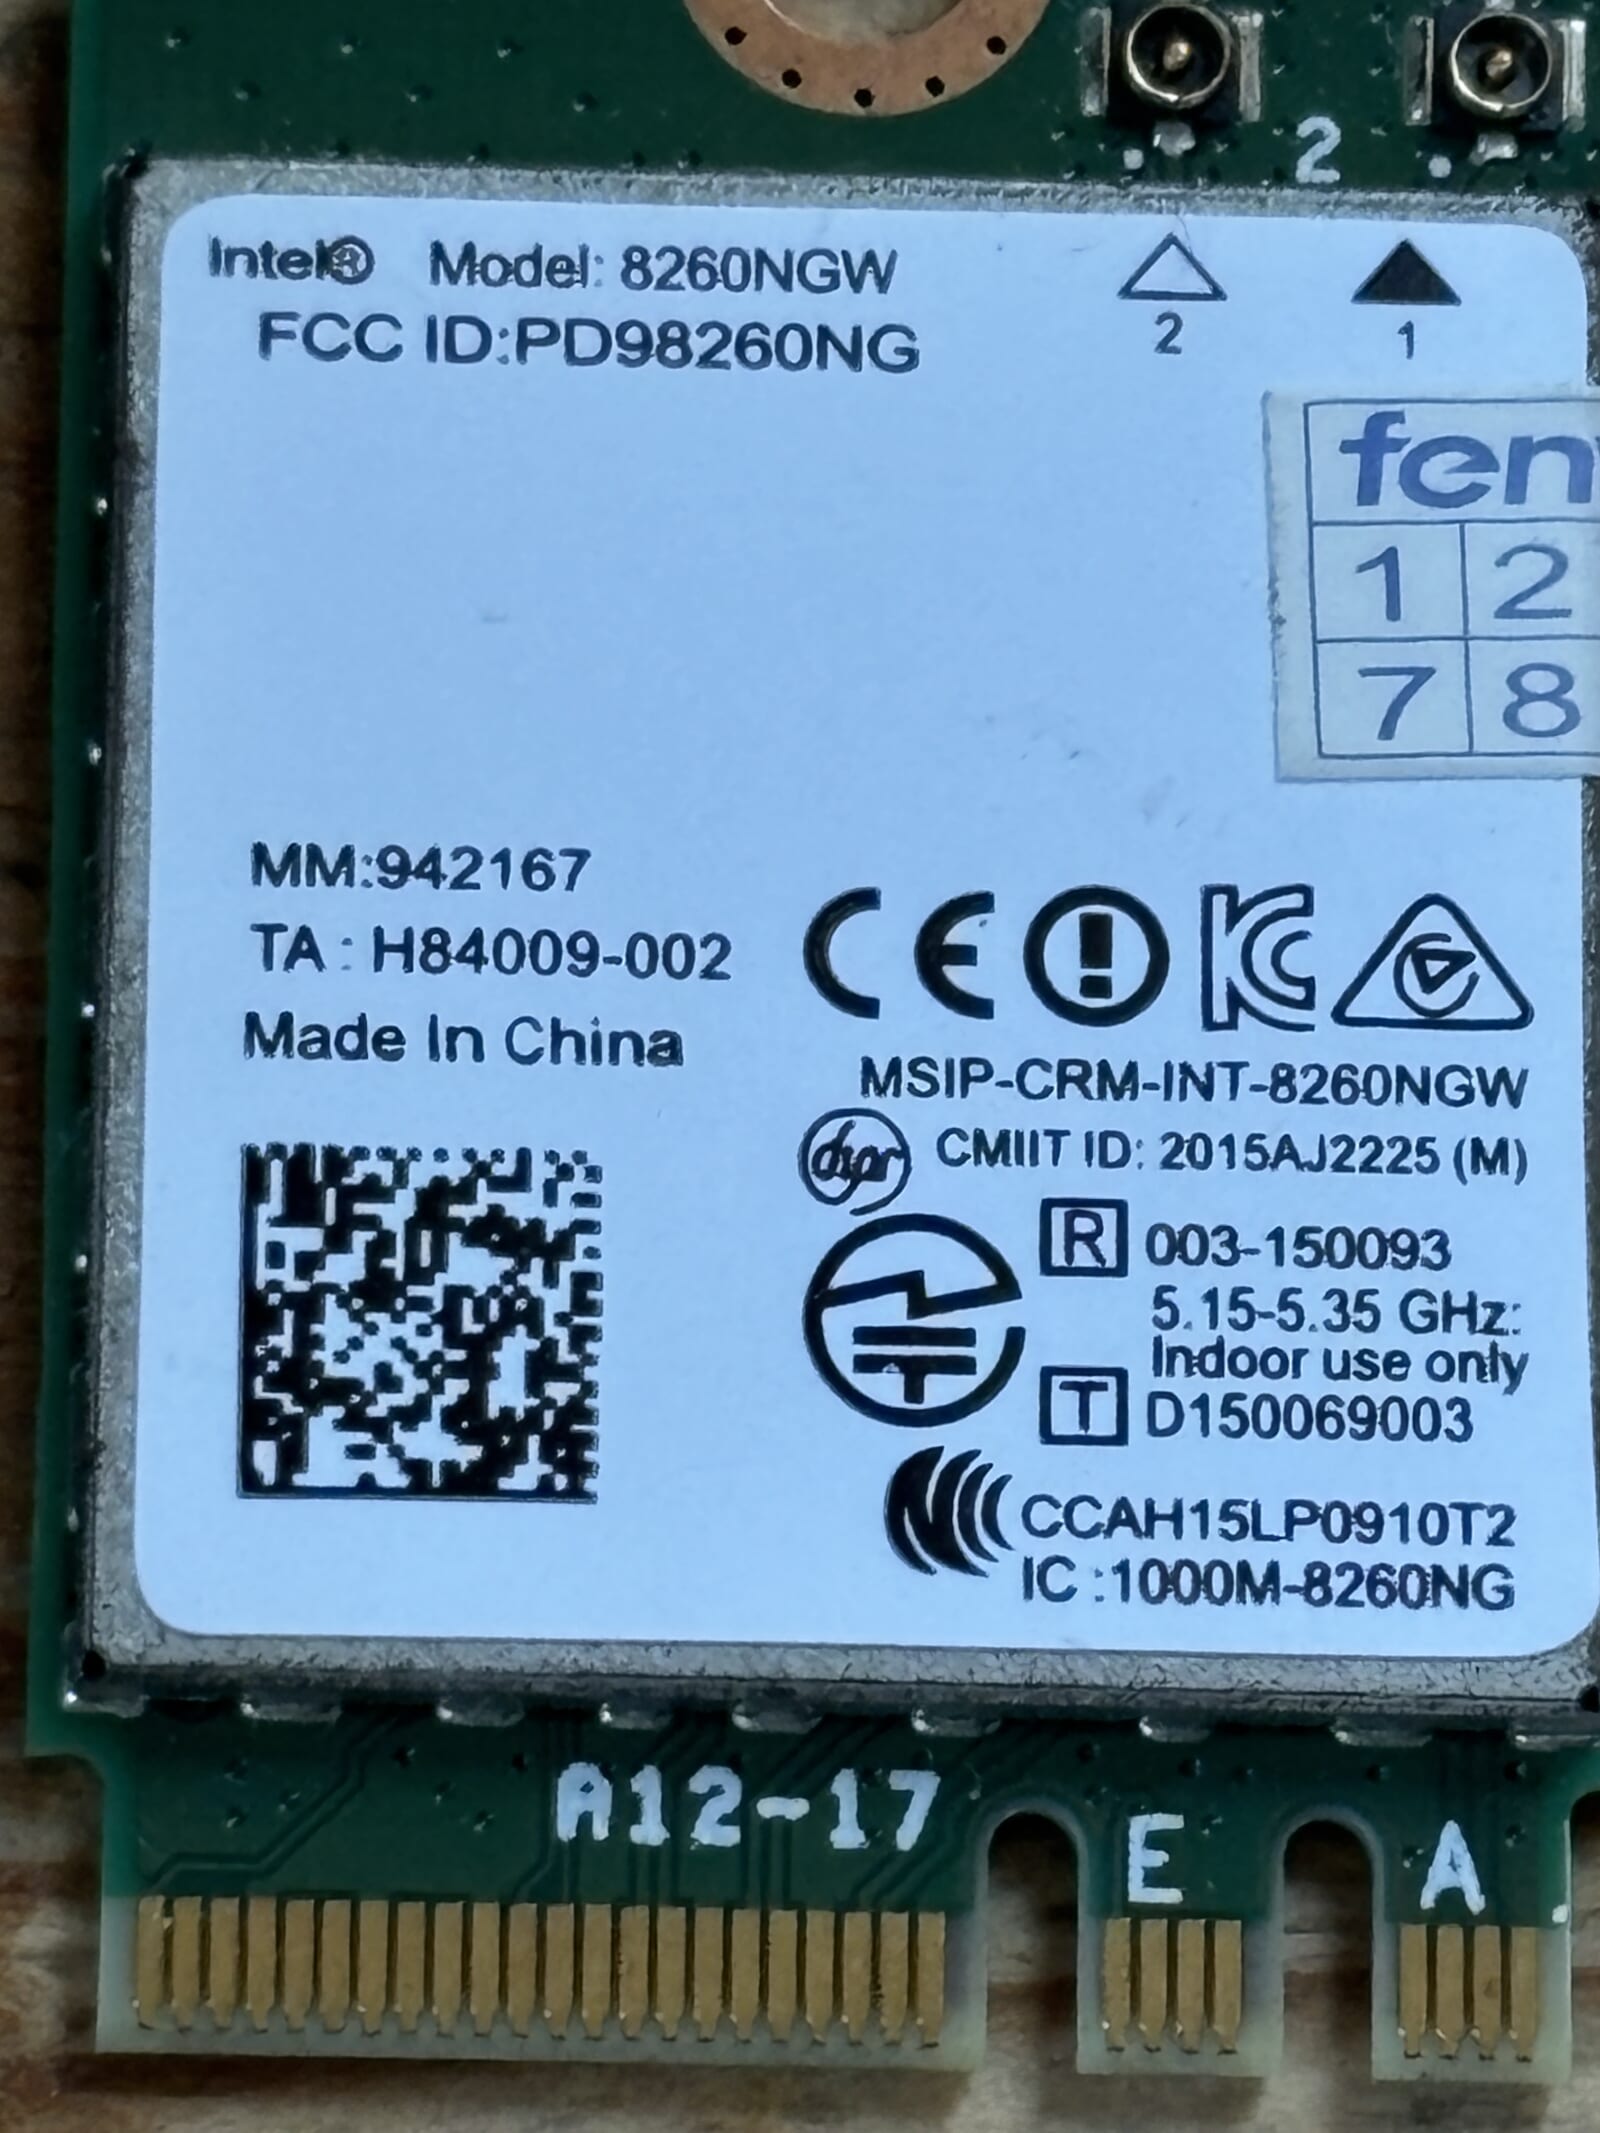 2
Intel® Model: 8260NGW
FCC ID:PD98260NG
2 1
fen
1 2
7 8
MM:942167
TA: H84009-002
Made In China
CE
MSIP-CRM-INT-8260NGW
CMIIT ID: 2015AJ2225 (M)
R 003-150093
5.15-5.35 GHz:
Indoor use only
T D150069003
CCAH15LP0910T2
IC :1000M-8260NG
A12-17
E A